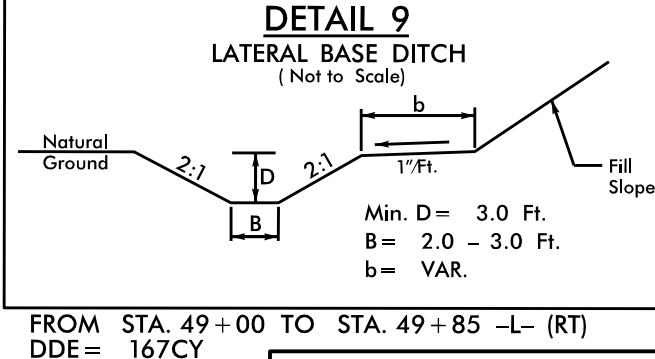 DETAIL 9
LATERAL BASE DITCH
( Not to Scale)
b
Natural
Ground
2:1
D
2:1
1"/Ft.
Fill
Slope
B
Min. D = 3.0 Ft.
B = 2.0 - 3.0 Ft.
b = VAR.
FROM STA. 49+00 TO STA. 49+85 -L- (RT)
DDE = 167CY